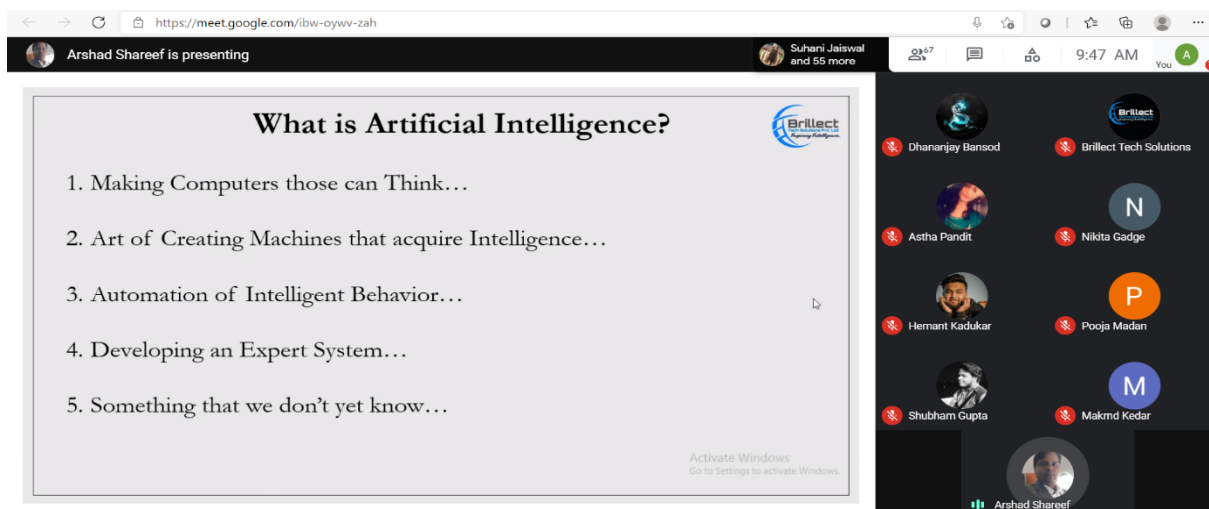 https://meet.google.com/ibw-oywv-zah
Arshad Shareef is presenting
Suhani Jaiswal
and 55 more
67
9:47 AM
You
A
What is Artificial Intelligence?
Brillect
1. Making Computers those can Think…
2. Art of Creating Machines that acquire Intelligence…
3. Automation of Intelligent Behavior…
4. Developing an Expert System…
5. Something that we don’t yet know…
Activate Windows
Go to Settings to activate Windows.
Brillect
Dhananjay Bansod
Brillect Tech Solutions
N
Astha Pandit
Nikita Gadge
P
Hemant Kadukar
Pooja Madan
M
Shubham Gupta
Makrnd Kedar
Arshad Shareef